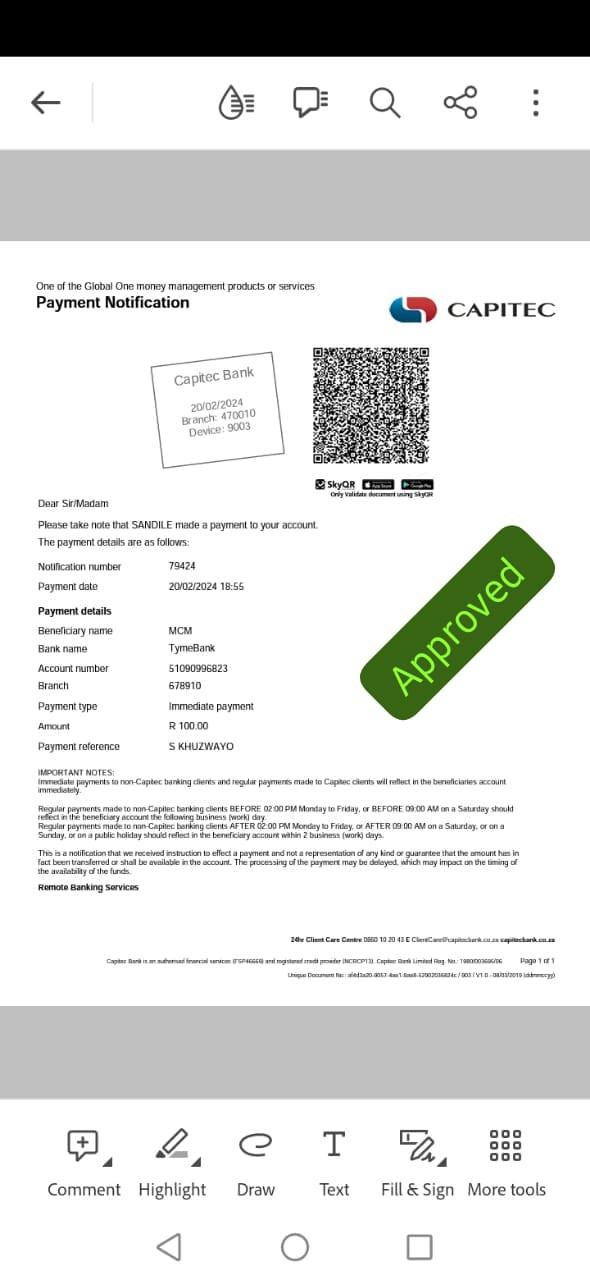 One of the Global One money management products or services
Payment Notification
CAPITEC
Capitec Bank
20/02/2024
Branch: 470010
Device: 9003
SkyQR App Store Google Play
Only Validate document using SkyQR
Dear Sir/Madam
Please take note that SANDILE made a payment to your account.
The payment details are as follows:
Notification number 79424
Payment date 20/02/2024 18:55
Payment details
Beneficiary name MCM
Bank name TymeBank
Account number 51090996823
Branch 678910
Payment type Immediate payment
Amount R 100.00
Payment reference S KHUZWAYO
Approved
IMPORTANT NOTES:
Immediate payments to non-Capitec banking clients and regular payments made to Capitec clients will reflect in the beneficiaries account
immediately.
Regular payments made to non-Capitec banking clients BEFORE 02:00 PM Monday to Friday, or BEFORE 09:00 AM on a Saturday should
reflect in the beneficiary account the following business (work) day.
Regular payments made to non-Capitec banking clients AFTER 02:00 PM Monday to Friday, or AFTER 09:00 AM on a Saturday, or on a
Sunday, or on a public holiday should reflect in the beneficiary account within 2 business (work) days.
This is a notification that we received instruction to effect a payment and not a representation of any kind or guarantee that the amount has in
fact been transferred or shall be available in the account. The processing of the payment may be delayed, which may impact on the timing of
the availability of the funds.
Remote Banking Services
24hr Client Care Centre 0860 10 20 43 E ClientCare@capitecbank.co.za capitecbank.co.za
Capitec Bank is an authorised financial services (FSP46669) and registered credit provider (NCRCP13). Capitec Bank Limited Reg. No.: 1980/003695/06 Page 1 of 1
Unique Document No.: / 003 / V1.0 - 08/03/2019 (ddmmccyy)
Comment Highlight Draw Text Fill & Sign More tools